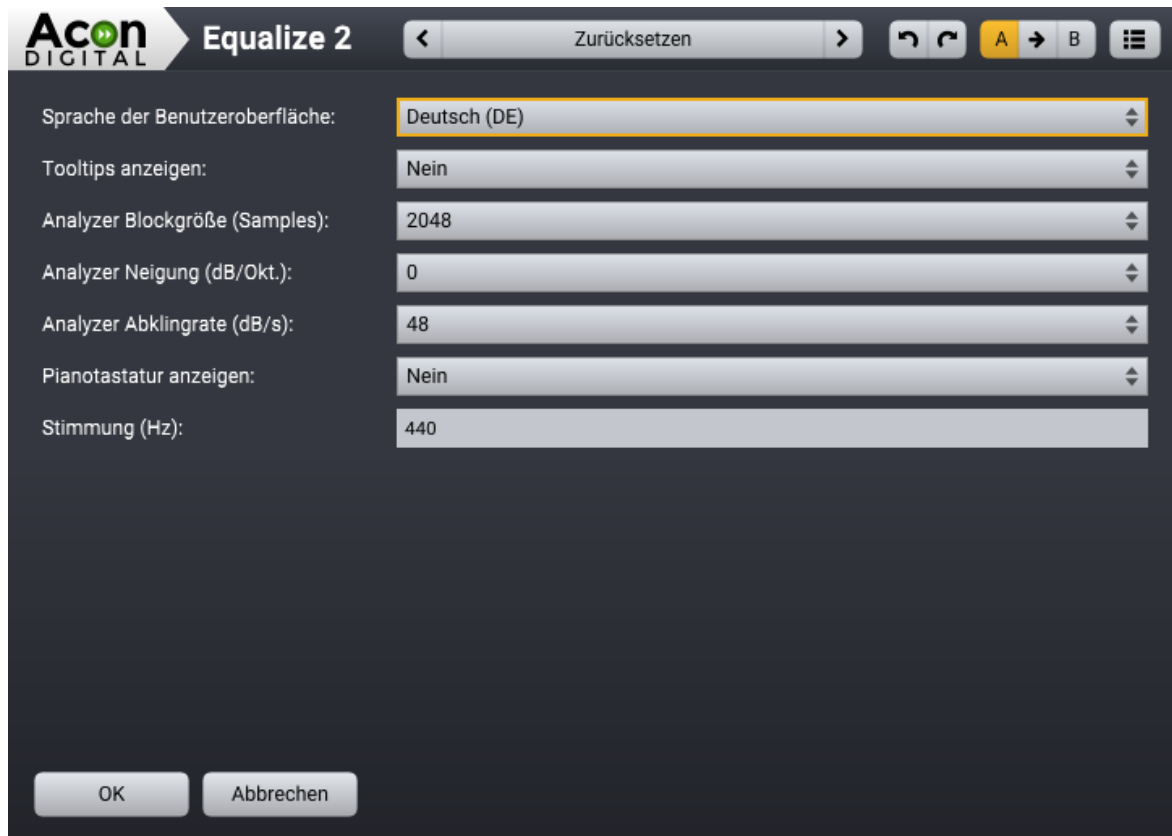 Acon DIGITAL Equalize 2 Zurücksetzen A B
Sprache der Benutzeroberfläche: Deutsch (DE)
Tooltips anzeigen: Nein
Analyzer Blockgröße (Samples): 2048
Analyzer Neigung (dB/Okt.): 0
Analyzer Abklingrate (dB/s): 48
Pianotastatur anzeigen: Nein
Stimmung (Hz): 440
OK Abbrechen